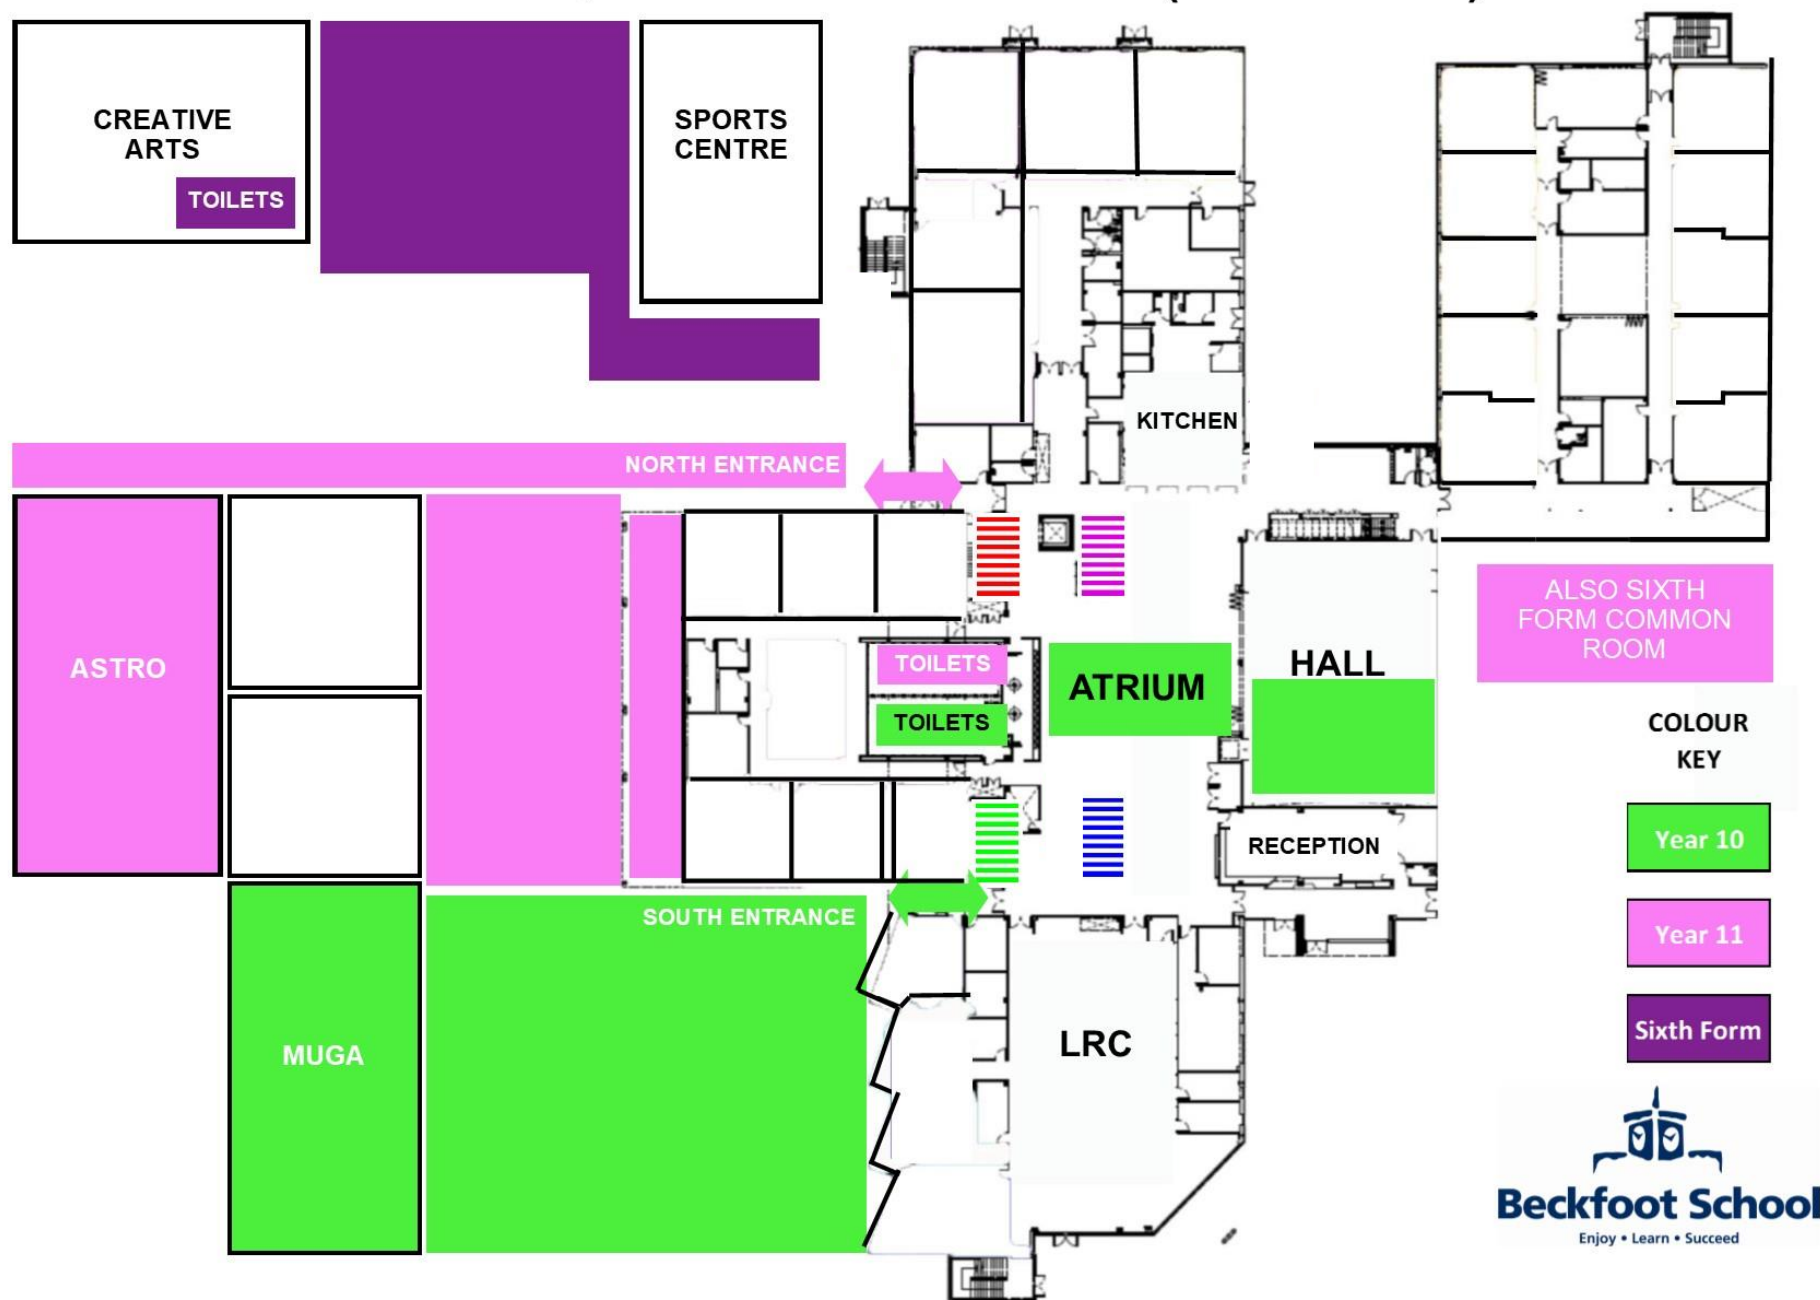 CREATIVE
ARTS
TOILETS
SPORTS
CENTRE
KITCHEN
NORTH ENTRANCE
ASTRO
TOILETS
TOILETS
ATRIUM
HALL
ALSO SIXTH
FORM COMMON
ROOM
COLOUR
KEY
Year 10
Year 11
Sixth Form
RECEPTION
SOUTH ENTRANCE
MUGA
LRC
Beckfoot School
Enjoy • Learn • Succeed